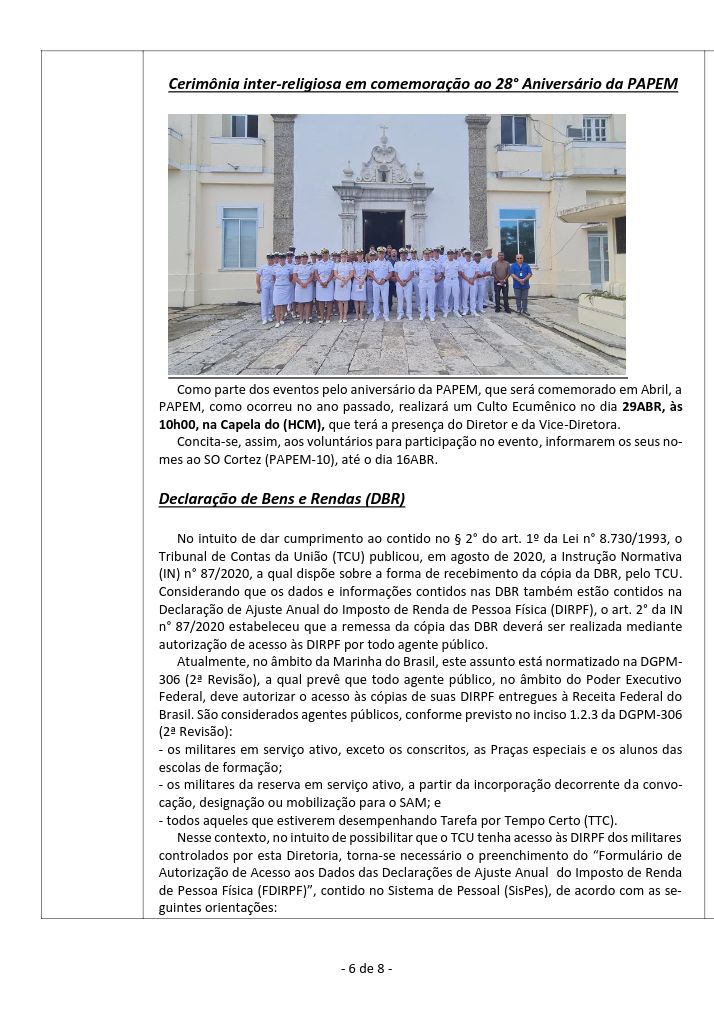 Cerimônia inter-religiosa em comemoração ao 28° Aniversário da PAPEM
Como parte dos eventos pelo aniversário da PAPEM, que será comemorado em Abril, a
PAPEM, como ocorreu no ano passado, realizará um Culto Ecumênico no dia 29ABR, às
10h00, na Capela do (HCM), que terá a presença do Diretor e da Vice-Diretora.
Concita-se, assim, aos voluntários para participação no evento, informarem os seus no-
mes ao SO Cortez (PAPEM-10), até o dia 16ABR.
Declaração de Bens e Rendas (DBR)
No intuito de dar cumprimento ao contido no § 2° do art. 1º da Lei n° 8.730/1993, o
Tribunal de Contas da União (TCU) publicou, em agosto de 2020, a Instrução Normativa
(IN) n° 87/2020, a qual dispõe sobre a forma de recebimento da cópia da DBR, pelo TCU.
Considerando que os dados e informações contidos nas DBR também estão contidos na
Declaração de Ajuste Anual do Imposto de Renda de Pessoa Física (DIRPF), o art. 2° da IN
n° 87/2020 estabeleceu que a remessa da cópia das DBR deverá ser realizada mediante
autorização de acesso às DIRPF por todo agente público.
Atualmente, no âmbito da Marinha do Brasil, este assunto está normatizado na DGPM-
306 (2ª Revisão), a qual prevê que todo agente público, no âmbito do Poder Executivo
Federal, deve autorizar o acesso às cópias de suas DIRPF entregues à Receita Federal do
Brasil. São considerados agentes públicos, conforme previsto no inciso 1.2.3 da DGPM-306
(2ª Revisão):
- os militares em serviço ativo, exceto os conscritos, as Praças especiais e os alunos das
escolas de formação;
- os militares da reserva em serviço ativo, a partir da incorporação decorrente da convo-
cação, designação ou mobilização para o SAM; e
- todos aqueles que estiverem desempenhando Tarefa por Tempo Certo (TTC).
Nesse contexto, no intuito de possibilitar que o TCU tenha acesso às DIRPF dos militares
controlados por esta Diretoria, torna-se necessário o preenchimento do “Formulário de
Autorização de Acesso aos Dados das Declarações de Ajuste Anual do Imposto de Renda
de Pessoa Física (FDIRPF)”, contido no Sistema de Pessoal (SisPes), de acordo com as se-
guintes orientações:
- 6 de 8 -